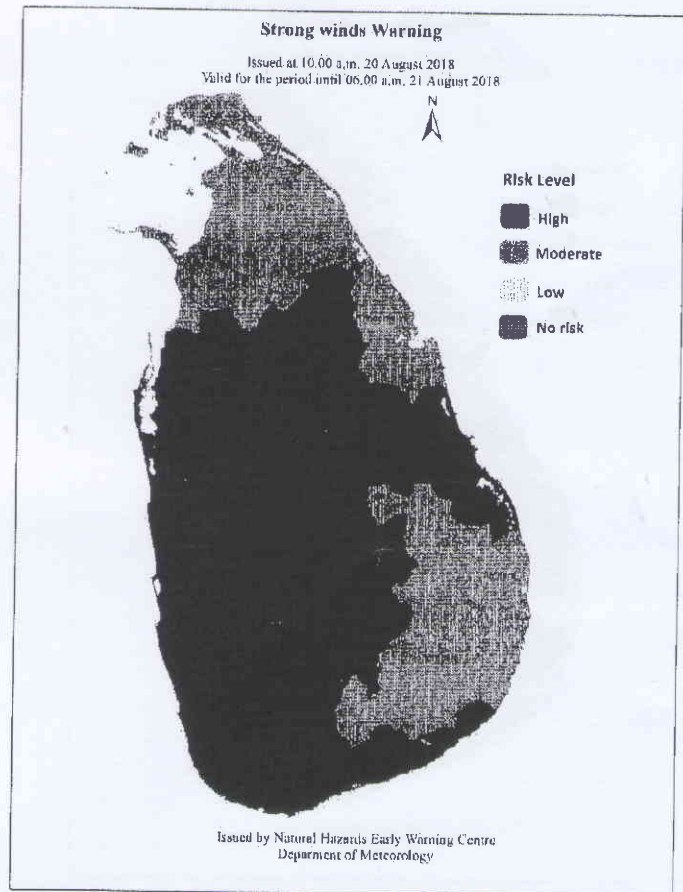 Strong winds Warning
Issued at 10.00 a.m. 20 August 2018
Valid for the period until 06.00 a.m. 21 August 2018
N
Risk Level
High
Moderate
Low
No risk
Issued by Natural Hazards Early Warning Centre
Deparment of Meteorology